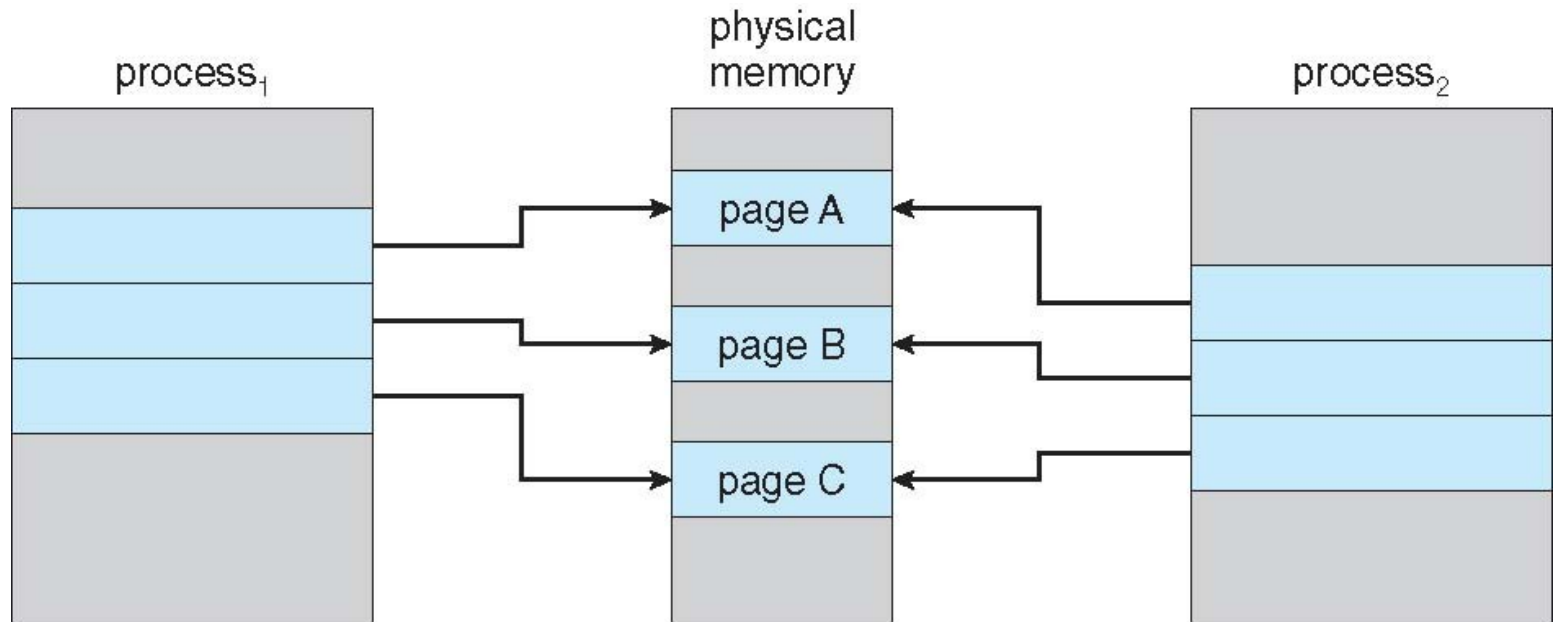 process₁
physical
memory
process₂
page A
page B
page C